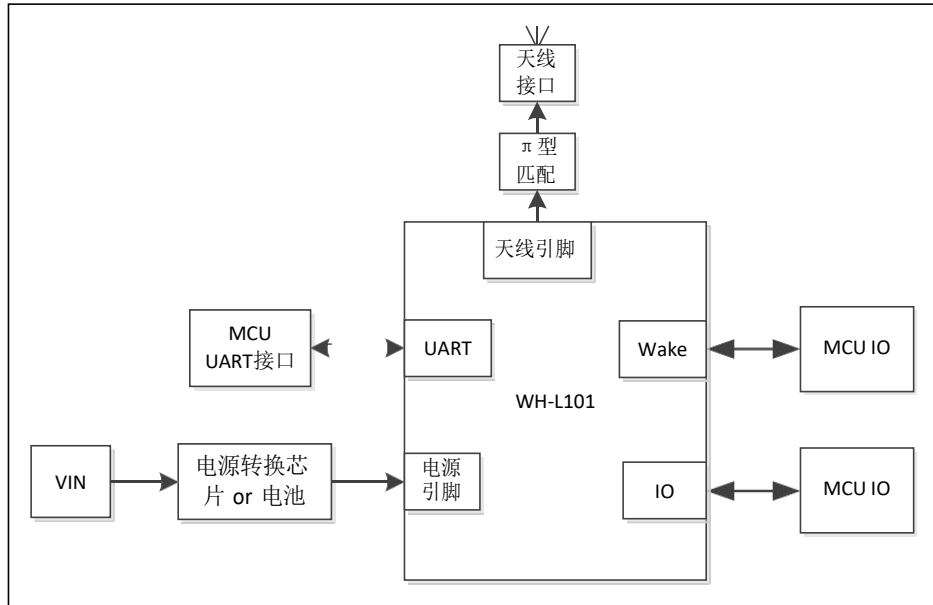 天线
接口
π型
匹配
天线引脚
MCU
UART接口
UART
Wake
MCU IO
WH-L101
VIN
电源转换芯
片 or 电池
电源
引脚
IO
MCU IO